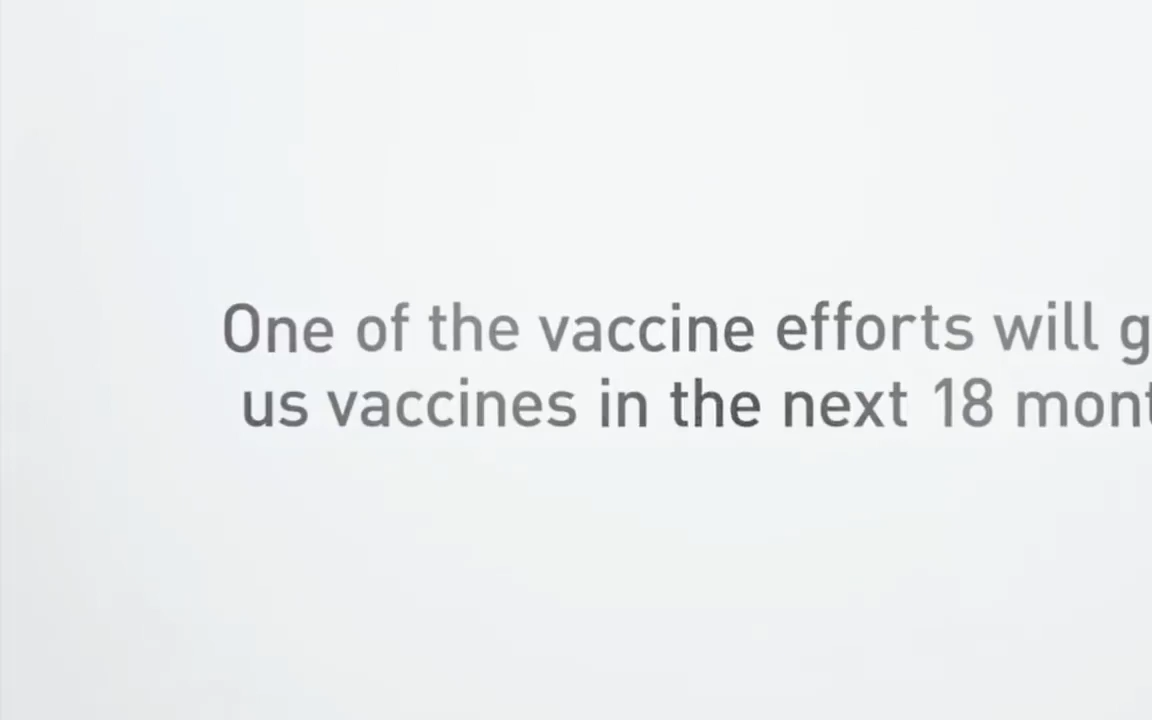 One of the vaccine efforts will g
us vaccines in the next 18 mont